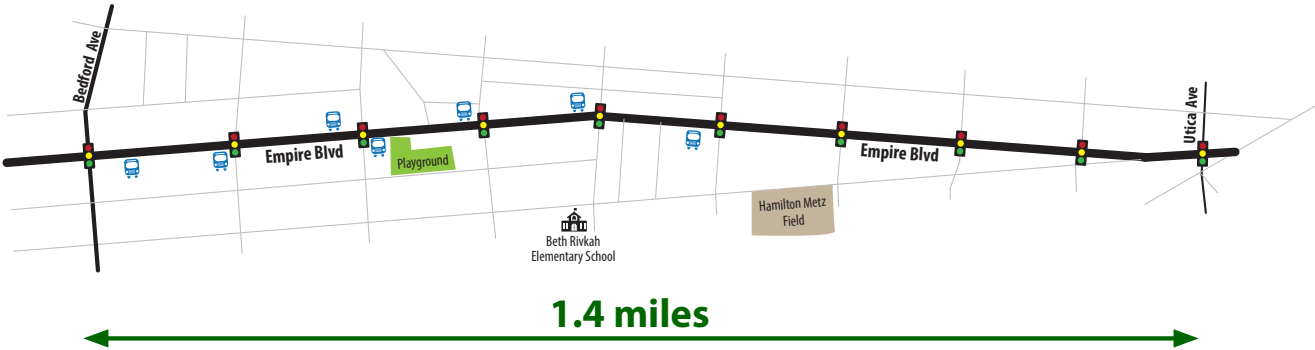 Bedford Ave
Empire Blvd
Playground
Beth Rivkah
Elementary School
Hamilton Metz
Field
Empire Blvd
Utica Ave
1.4 miles